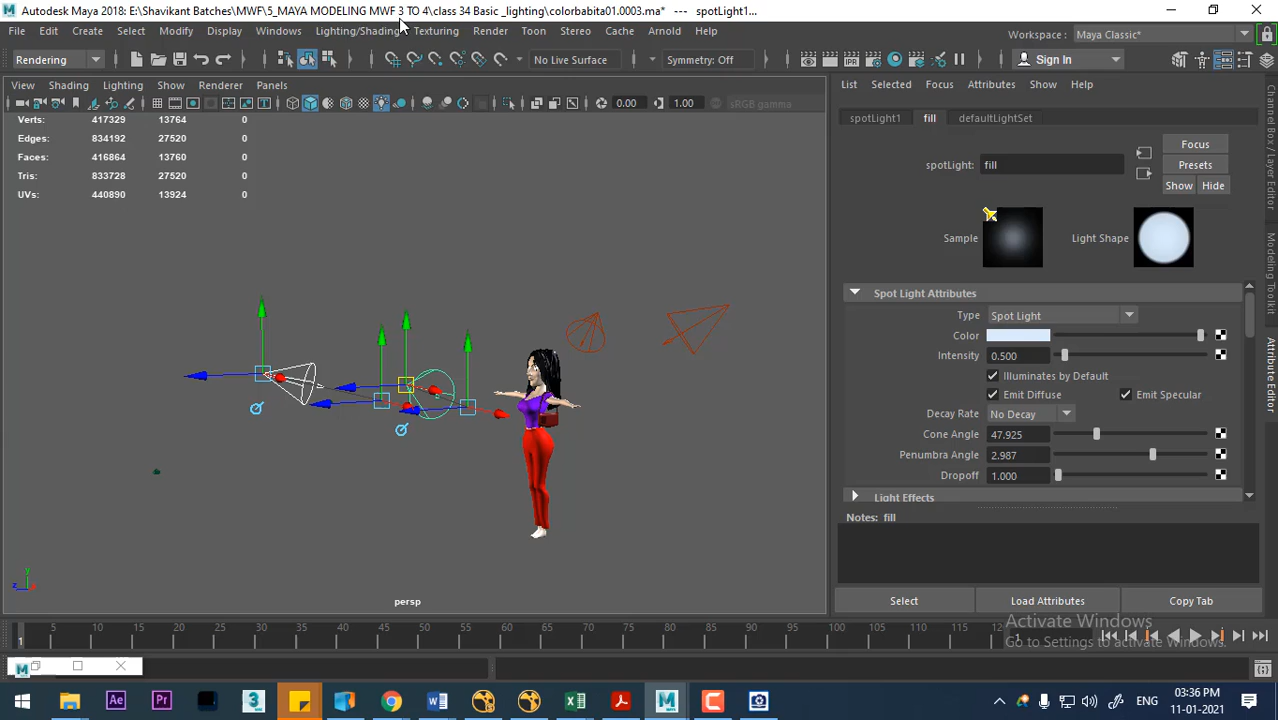 Autodesk Maya 2018: E:\Shavikant Batches\MWF\5_MAYA MODELING MWF 3 TO 4\class 34 Basic _lighting\colorbabita01.0003.ma* --- spotLight1...
File Edit Create Select Modify Display Windows Lighting/Shading Texturing Render Toon Stereo Cache Arnold Help
Workspace : Maya Classic*
Rendering No Live Surface Symmetry: Off Sign In
View Shading Lighting Show Renderer Panels
List Selected Focus Attributes Show Help
0.00 1.00 sRGB gamma
Verts: 417329 13764 0
Edges: 834192 27520 0
Faces: 416864 13760 0
Tris: 833728 27520 0
UVs: 440890 13924 0
spotLight1 fill defaultLightSet
Focus
spotLight: fill
Presets
Show Hide
Sample
Light Shape
Spot Light Attributes
Type Spot Light
Color
Intensity 0.500
Illuminates by Default
Emit Diffuse Emit Specular
Decay Rate No Decay
Cone Angle 47.925
Penumbra Angle 2.987
Dropoff 1.000
Light Effects
Notes: fill
Select Load Attributes Copy Tab
Channel Box / Layer Editor
Modeling Toolkit
Attribute Editor
y
z x
persp
1 5 10 15 20 25 30 35 40 45 50 55 60 65 70 75 80 85 90 95 100 105 110 115 12 1
Activate Windows
Go to Settings to activate Windows.
ENG
03:36 PM
11-01-2021